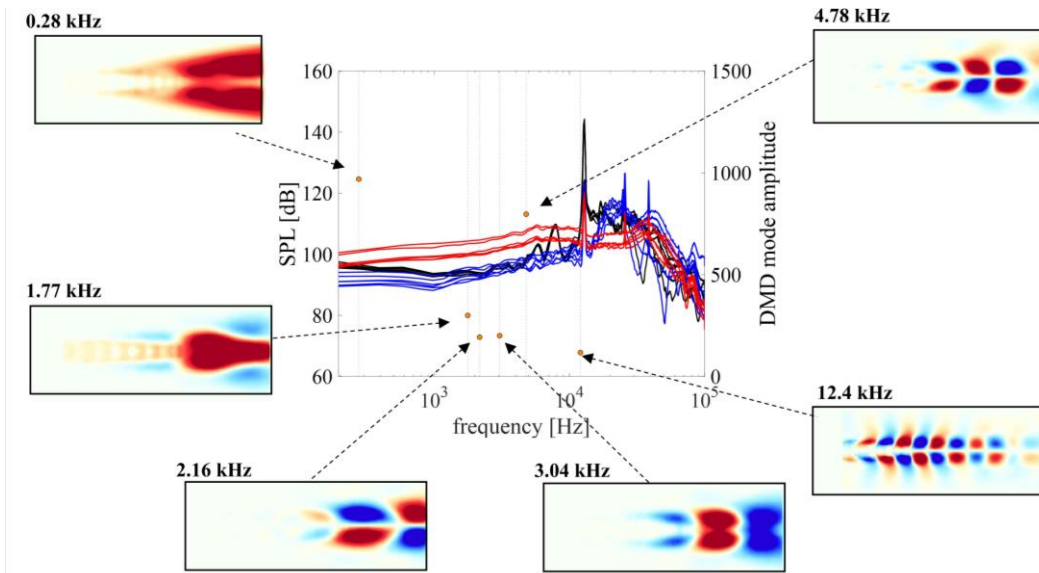 0.28 kHz
4.78 kHz
160
140
120
100
80
60
SPL [dB]
1500
1000
500
0
DMD mode amplitude
10³
10⁴
10⁵
frequency [Hz]
1.77 kHz
12.4 kHz
2.16 kHz
3.04 kHz